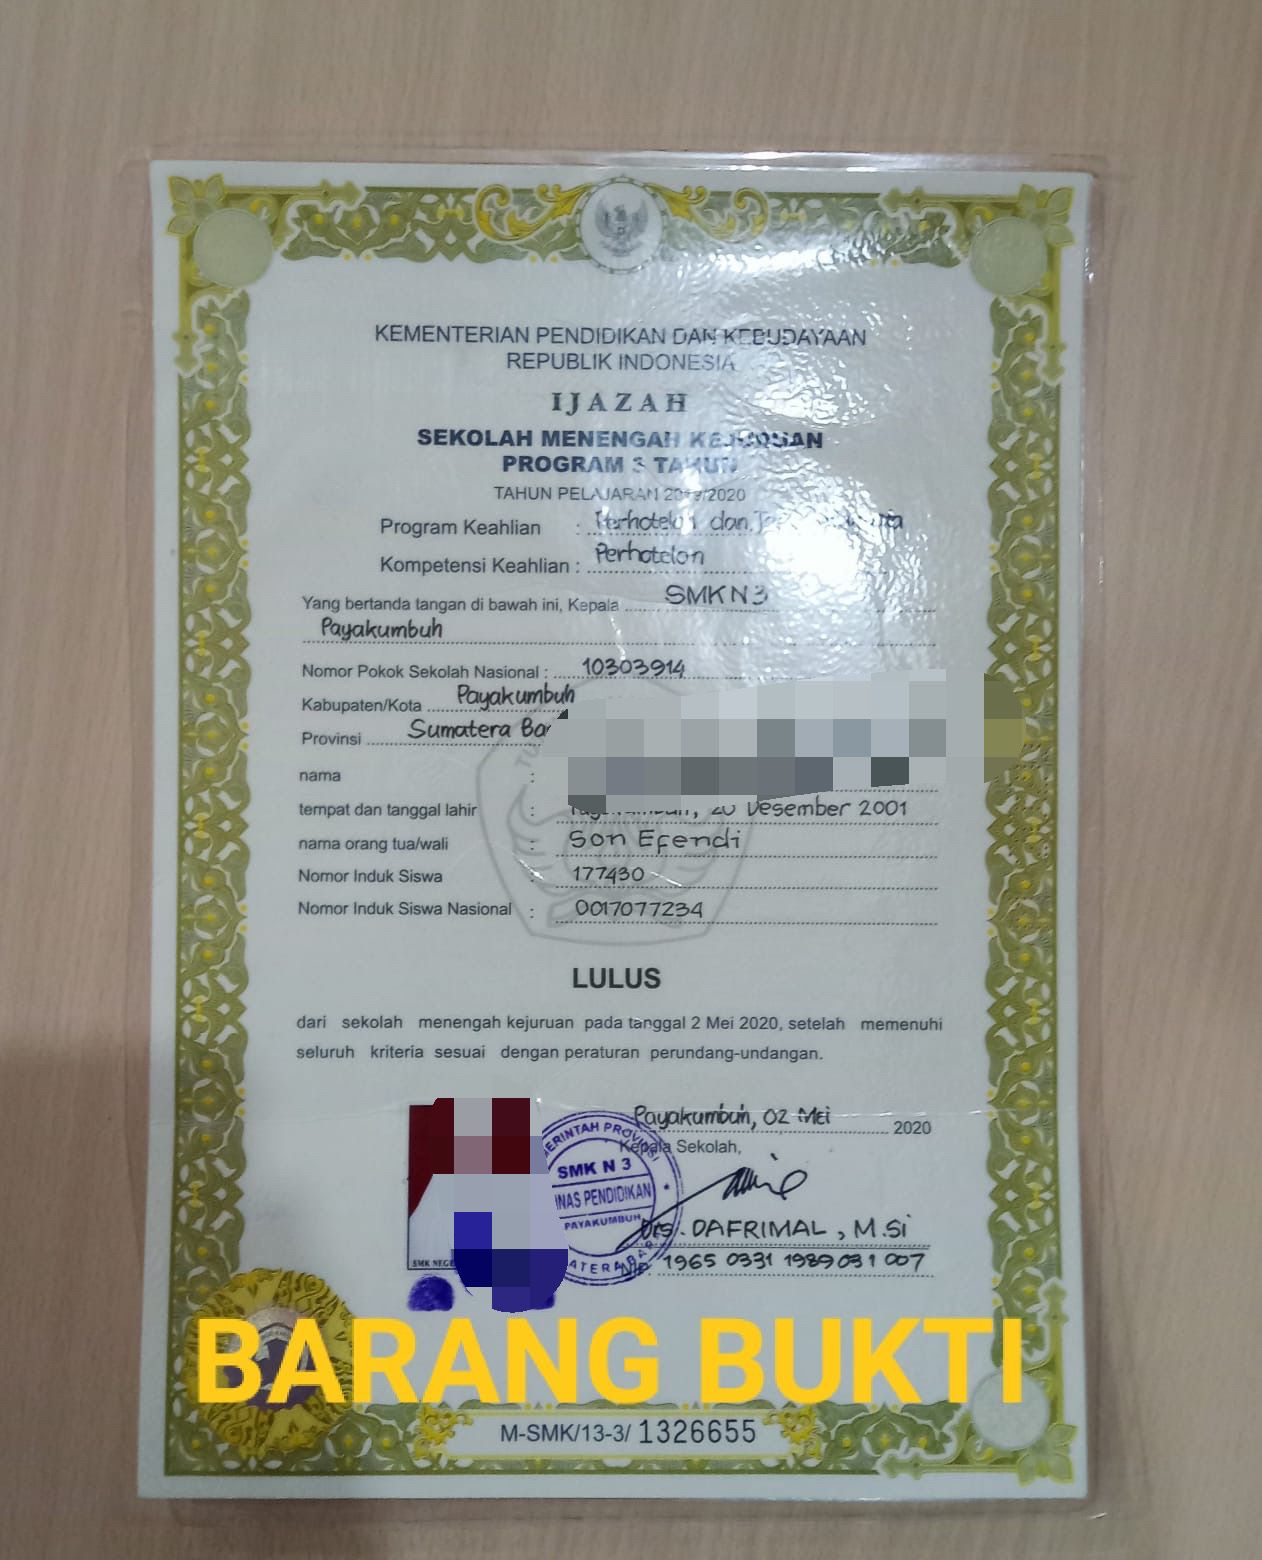 KEMENTERIAN PENDIDIKAN DAN KEBUDAYAAN
REPUBLIK INDONESIA
IJAZAH
SEKOLAH MENENGAH KEJURUAN
PROGRAM 3 TAHUN
TAHUN PELAJARAN 2019/2020
Program Keahlian : Perhotelan dan
Kompetensi Keahlian : Perhotelan
Yang bertanda tangan di bawah ini, Kepala SMK N 3
Payakumbuh
Nomor Pokok Sekolah Nasional : 10303914
Kabupaten/Kota Payakumbuh
Provinsi Sumatera
nama :
tempat dan tanggal lahir : 20 Desember 2001
nama orang tua/wali : Son Efendi
Nomor Induk Siswa : 177430
Nomor Induk Siswa Nasional : 0017077234
LULUS
dari sekolah menengah kejuruan pada tanggal 2 Mei 2020, setelah memenuhi
seluruh kriteria sesuai dengan peraturan perundang-undangan.
Payakumbuh, 02 Mei 2020
Kepala Sekolah,
SMK N 3
PAYAKUMBUH
Drs. DAFRIMAL, M.Si
Nip. 1965 0331 1989031 007
BARANG BUKTI
M-SMK/13-3/ 1326655